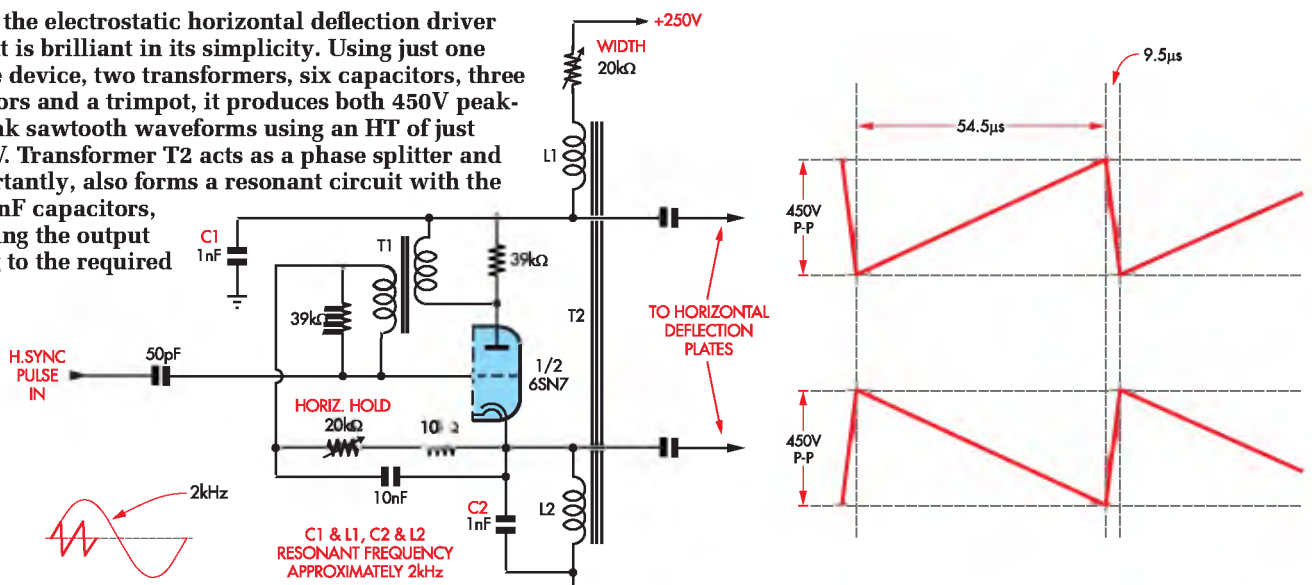 the electrostatic horizontal deflection driver
t is brilliant in its simplicity. Using just one
e device, two transformers, six capacitors, three
ors and a trimpot, it produces both 450V peak-
ak sawtooth waveforms using an HT of just
V. Transformer T2 acts as a phase splitter and
rtantly, also forms a resonant circuit with the
nF capacitors,
ing the output
g to the required
+250V
WIDTH
20kΩ
L1
C1
1nF
T1
39kΩ
39kΩ
T2
TO HORIZONTAL
DEFLECTION
PLATES
H.SYNC
PULSE
IN
50pF
1/2
6SN7
HORIZ. HOLD
20kΩ
10
10nF
C2
1nF
L2
2kHz
C1 & L1, C2 & L2
RESONANT FREQUENCY
APPROXIMATELY 2kHz
9.5µs
54.5µs
450V
P-P
450V
P-P